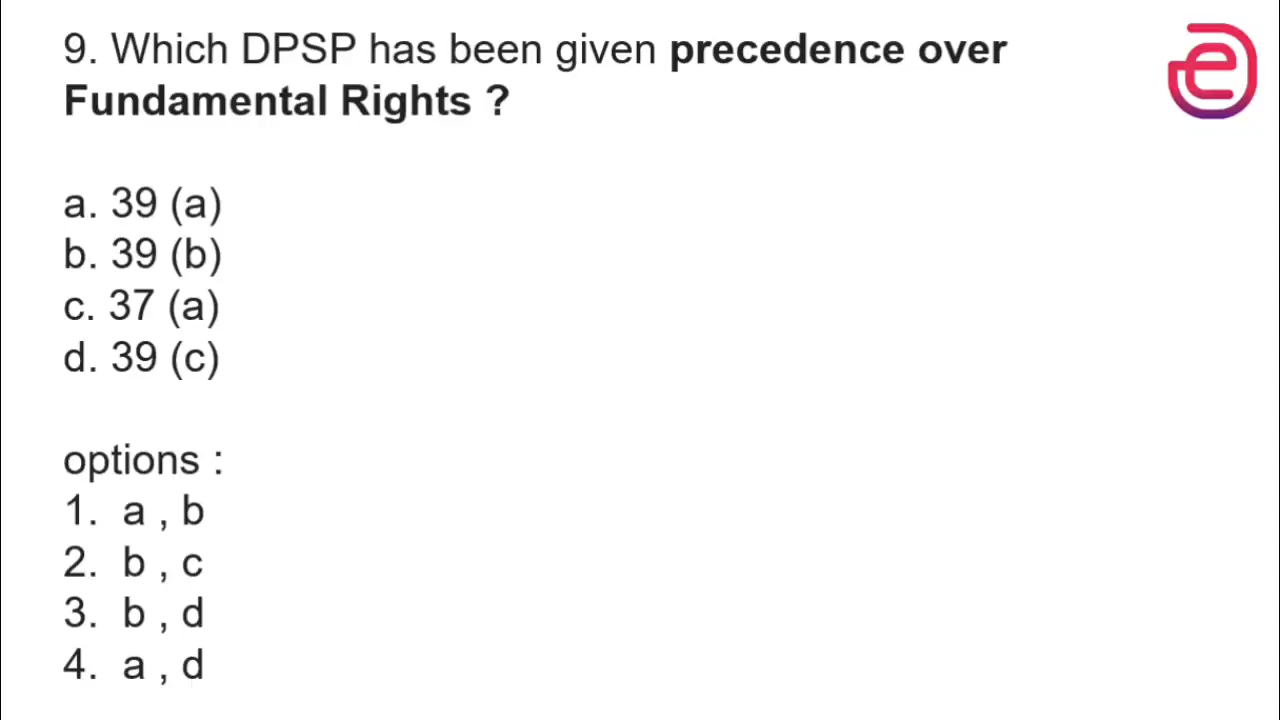 9. Which DPSP has been given precedence over
Fundamental Rights ?
a. 39 (a)
b. 39 (b)
c. 37 (a)
d. 39 (c)
options :
1. a , b
2. b , c
3. b , d
4. a , d